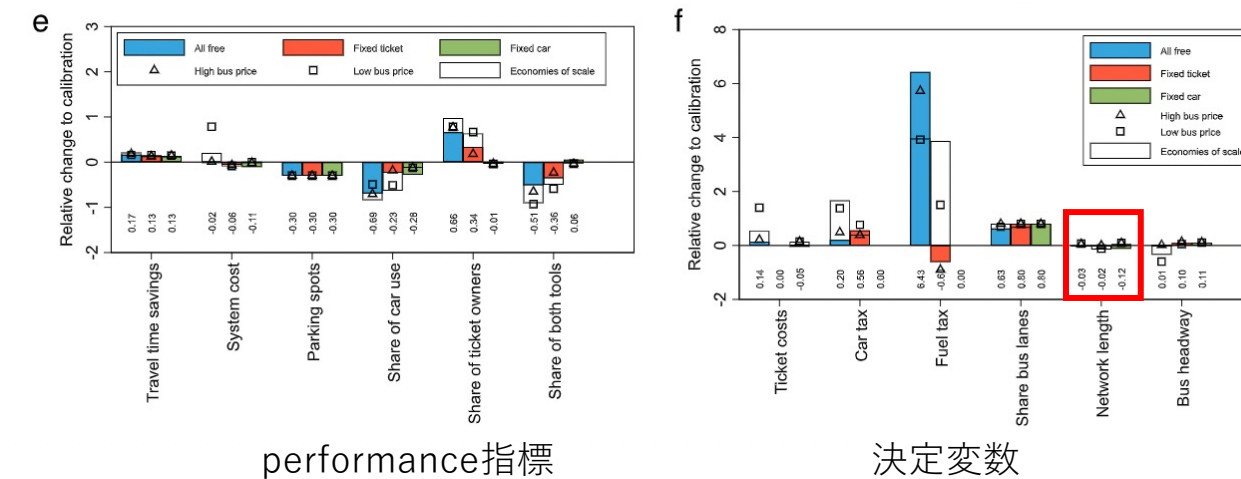 e
Relative change to calibration
3
2
1
0
-1
-2
All free
Fixed ticket
Fixed car
High bus price
Low bus price
Economies of scale
0.17
0.13
0.13
-0.02
-0.06
-0.11
-0.30
-0.30
-0.30
-0.69
-0.23
-0.28
0.66
0.34
-0.01
-0.51
-0.36
0.06
Travel time savings
System cost
Parking spots
Share of car use
Share of ticket owners
Share of both tools
performance指標
f
Relative change to calibration
8
6
4
2
0
-2
All free
Fixed ticket
Fixed car
High bus price
Low bus price
Economies of scale
0.14
0.00
-0.05
0.20
0.56
0.00
6.43
0.00
0.63
0.80
0.80
-0.03
-0.02
-0.12
0.01
0.10
0.11
Ticket costs
Car tax
Fuel tax
Share bus lanes
Network length
Bus headway
決定変数